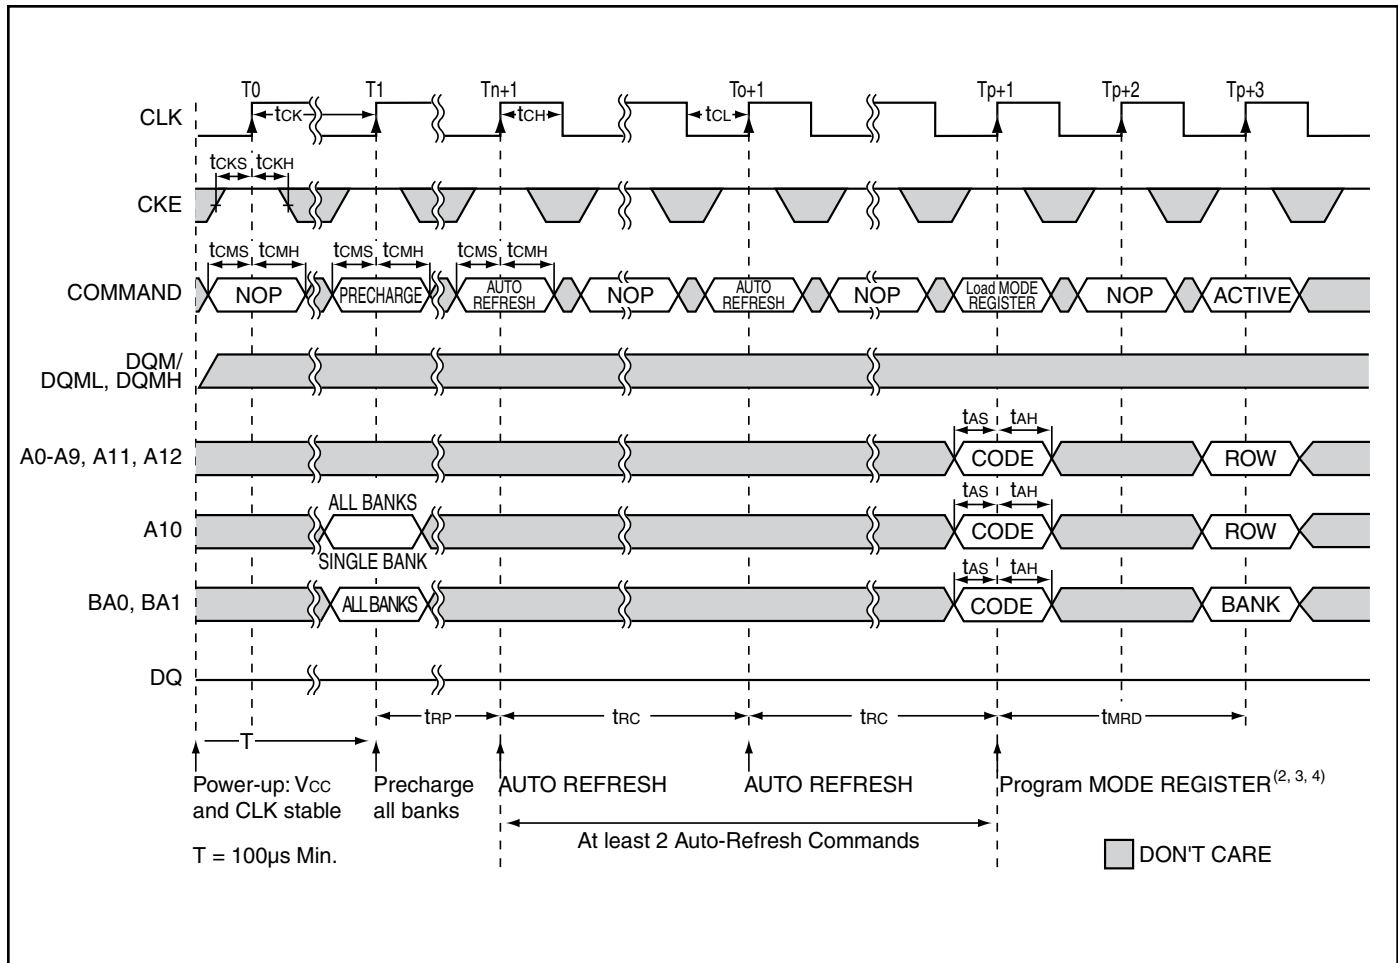 T0 T1 Tn+1 To+1 Tp+1 Tp+2 Tp+3
CLK tCK tCH tCL
tCKS tCKH
CKE
tCMS tCMH tCMS tCMH tCMS tCMH
COMMAND NOP PRECHARGE AUTO REFRESH NOP AUTO REFRESH NOP Load MODE REGISTER NOP ACTIVE
DQM/
DQML, DQMH
tAS tAH
A0-A9, A11, A12 CODE ROW
ALL BANKS tAS tAH
A10 CODE ROW
SINGLE BANK tAS tAH
BA0, BA1 ALL BANKS CODE BANK
DQ
tRP tRC tRC tMRD
T
Power-up: VCC Precharge AUTO REFRESH AUTO REFRESH Program MODE REGISTER(2, 3, 4)
and CLK stable all banks
At least 2 Auto-Refresh Commands
T = 100µs Min. DON'T CARE